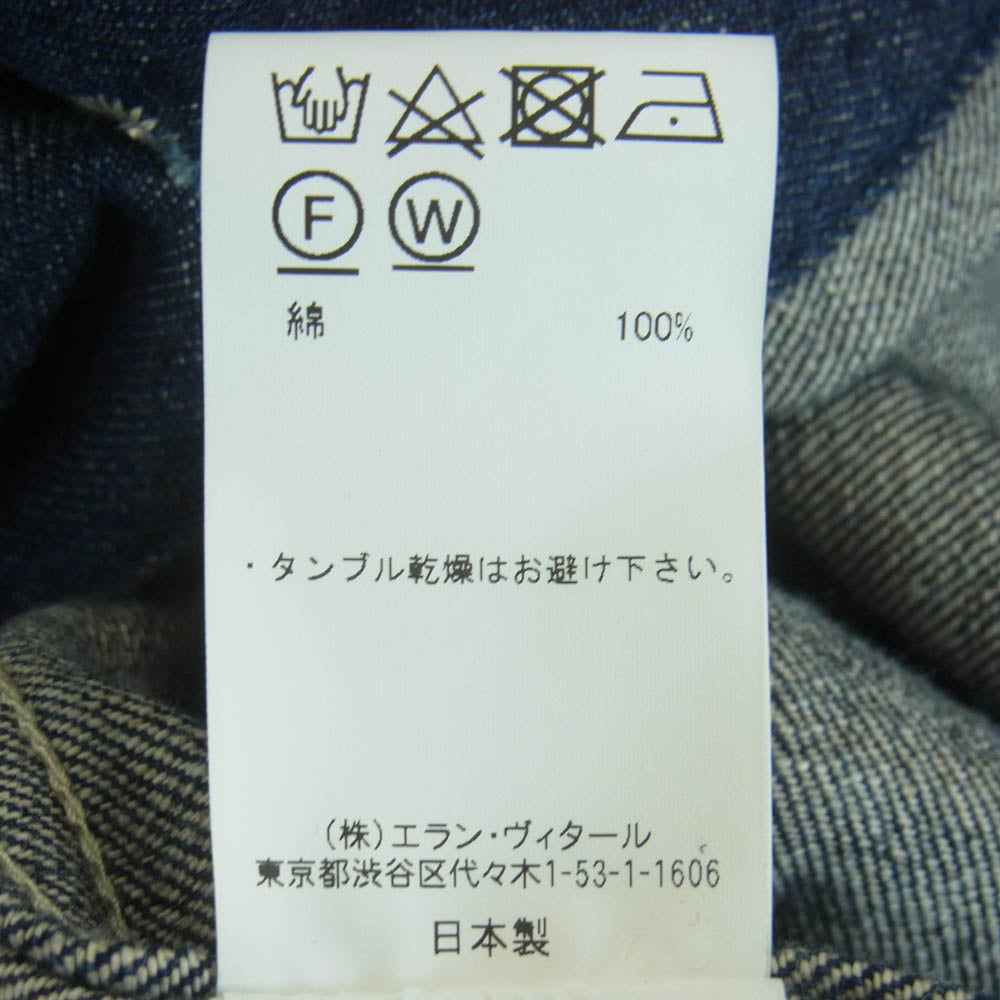 F W
綿 100%
・タンブル乾燥はお避け下さい。
(株)エラン・ヴィタール
東京都渋谷区代々木1-53-1-1606
日本製